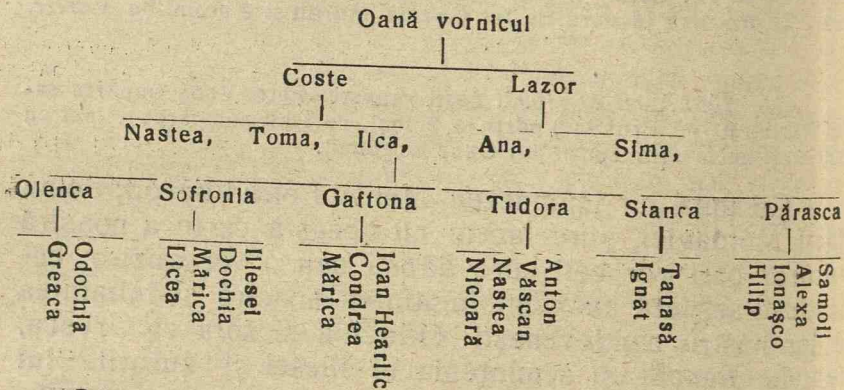 Oană vornicul
Coste Lazor
Nastea, Toma, Ilca, Ana, Sima,
Olenca Sofronia Gaftona Tudora Stanca Părasca
Odochia
Greaca
Iliesei
Dochia
Mărica
Licea
Ioan Hearlic
Condrea
Mărica
Anton
Văscan
Nastea
Nicoară
Tanasă
Ignat
Samoil
Alexa
Ionașco
Hilip